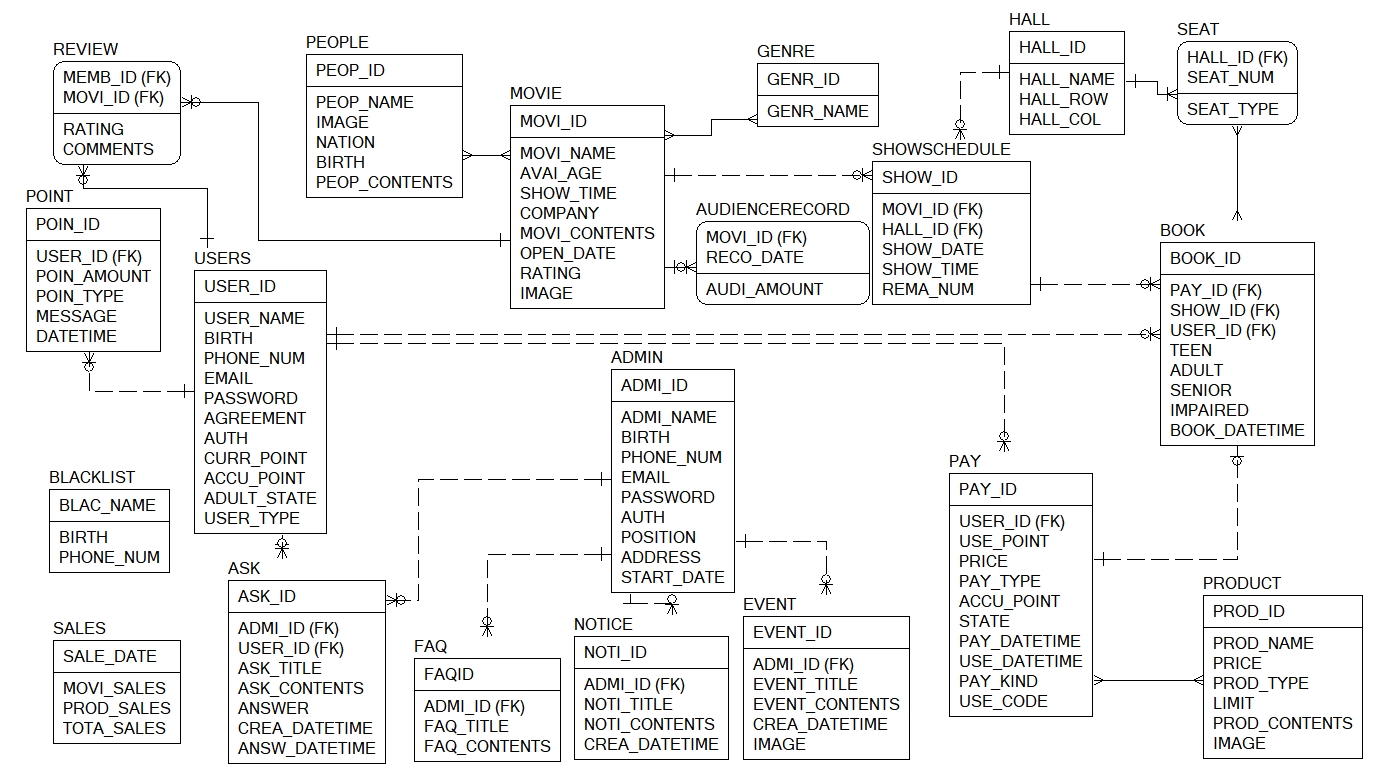 REVIEW
MEMB_ID (FK)
MOVI_ID (FK)
RATING
COMMENTS
PEOPLE
PEOP_ID
PEOP_NAME
IMAGE
NATION
BIRTH
PEOP_CONTENTS
MOVIE
MOVI_ID
MOVI_NAME
AVAI_AGE
SHOW_TIME
COMPANY
MOVI_CONTENTS
OPEN_DATE
RATING
IMAGE
GENRE
GENR_ID
GENR_NAME
HALL
HALL_ID
HALL_NAME
HALL_ROW
HALL_COL
SEAT
HALL_ID (FK)
SEAT_NUM
SEAT_TYPE
SHOWSCHEDULE
SHOW_ID
MOVI_ID (FK)
HALL_ID (FK)
SHOW_DATE
SHOW_TIME
REMA_NUM
AUDIENCERECORD
MOVI_ID (FK)
RECO_DATE
AUDI_AMOUNT
POINT
POIN_ID
USER_ID (FK)
POIN_AMOUNT
POIN_TYPE
MESSAGE
DATETIME
USERS
USER_ID
USER_NAME
BIRTH
PHONE_NUM
EMAIL
PASSWORD
AGREEMENT
AUTH
CURR_POINT
ACCU_POINT
ADULT_STATE
USER_TYPE
BOOK
BOOK_ID
PAY_ID (FK)
SHOW_ID (FK)
USER_ID (FK)
TEEN
ADULT
SENIOR
IMPAIRED
BOOK_DATETIME
ADMIN
ADMI_ID
ADMI_NAME
BIRTH
PHONE_NUM
EMAIL
PASSWORD
AUTH
POSITION
ADDRESS
START_DATE
BLACKLIST
BLAC_NAME
BIRTH
PHONE_NUM
PAY
PAY_ID
USER_ID (FK)
USE_POINT
PRICE
PAY_TYPE
ACCU_POINT
STATE
PAY_DATETIME
USE_DATETIME
PAY_KIND
USE_CODE
SALES
SALE_DATE
MOVI_SALES
PROD_SALES
TOTA_SALES
ASK
ASK_ID
ADMI_ID (FK)
USER_ID (FK)
ASK_TITLE
ASK_CONTENTS
ANSWER
CREA_DATETIME
ANSW_DATETIME
FAQ
FAQID
ADMI_ID (FK)
FAQ_TITLE
FAQ_CONTENTS
NOTICE
NOTI_ID
ADMI_ID (FK)
NOTI_TITLE
NOTI_CONTENTS
CREA_DATETIME
EVENT
EVENT_ID
ADMI_ID (FK)
EVENT_TITLE
EVENT_CONTENTS
CREA_DATETIME
IMAGE
PRODUCT
PROD_ID
PROD_NAME
PRICE
PROD_TYPE
LIMIT
PROD_CONTENTS
IMAGE